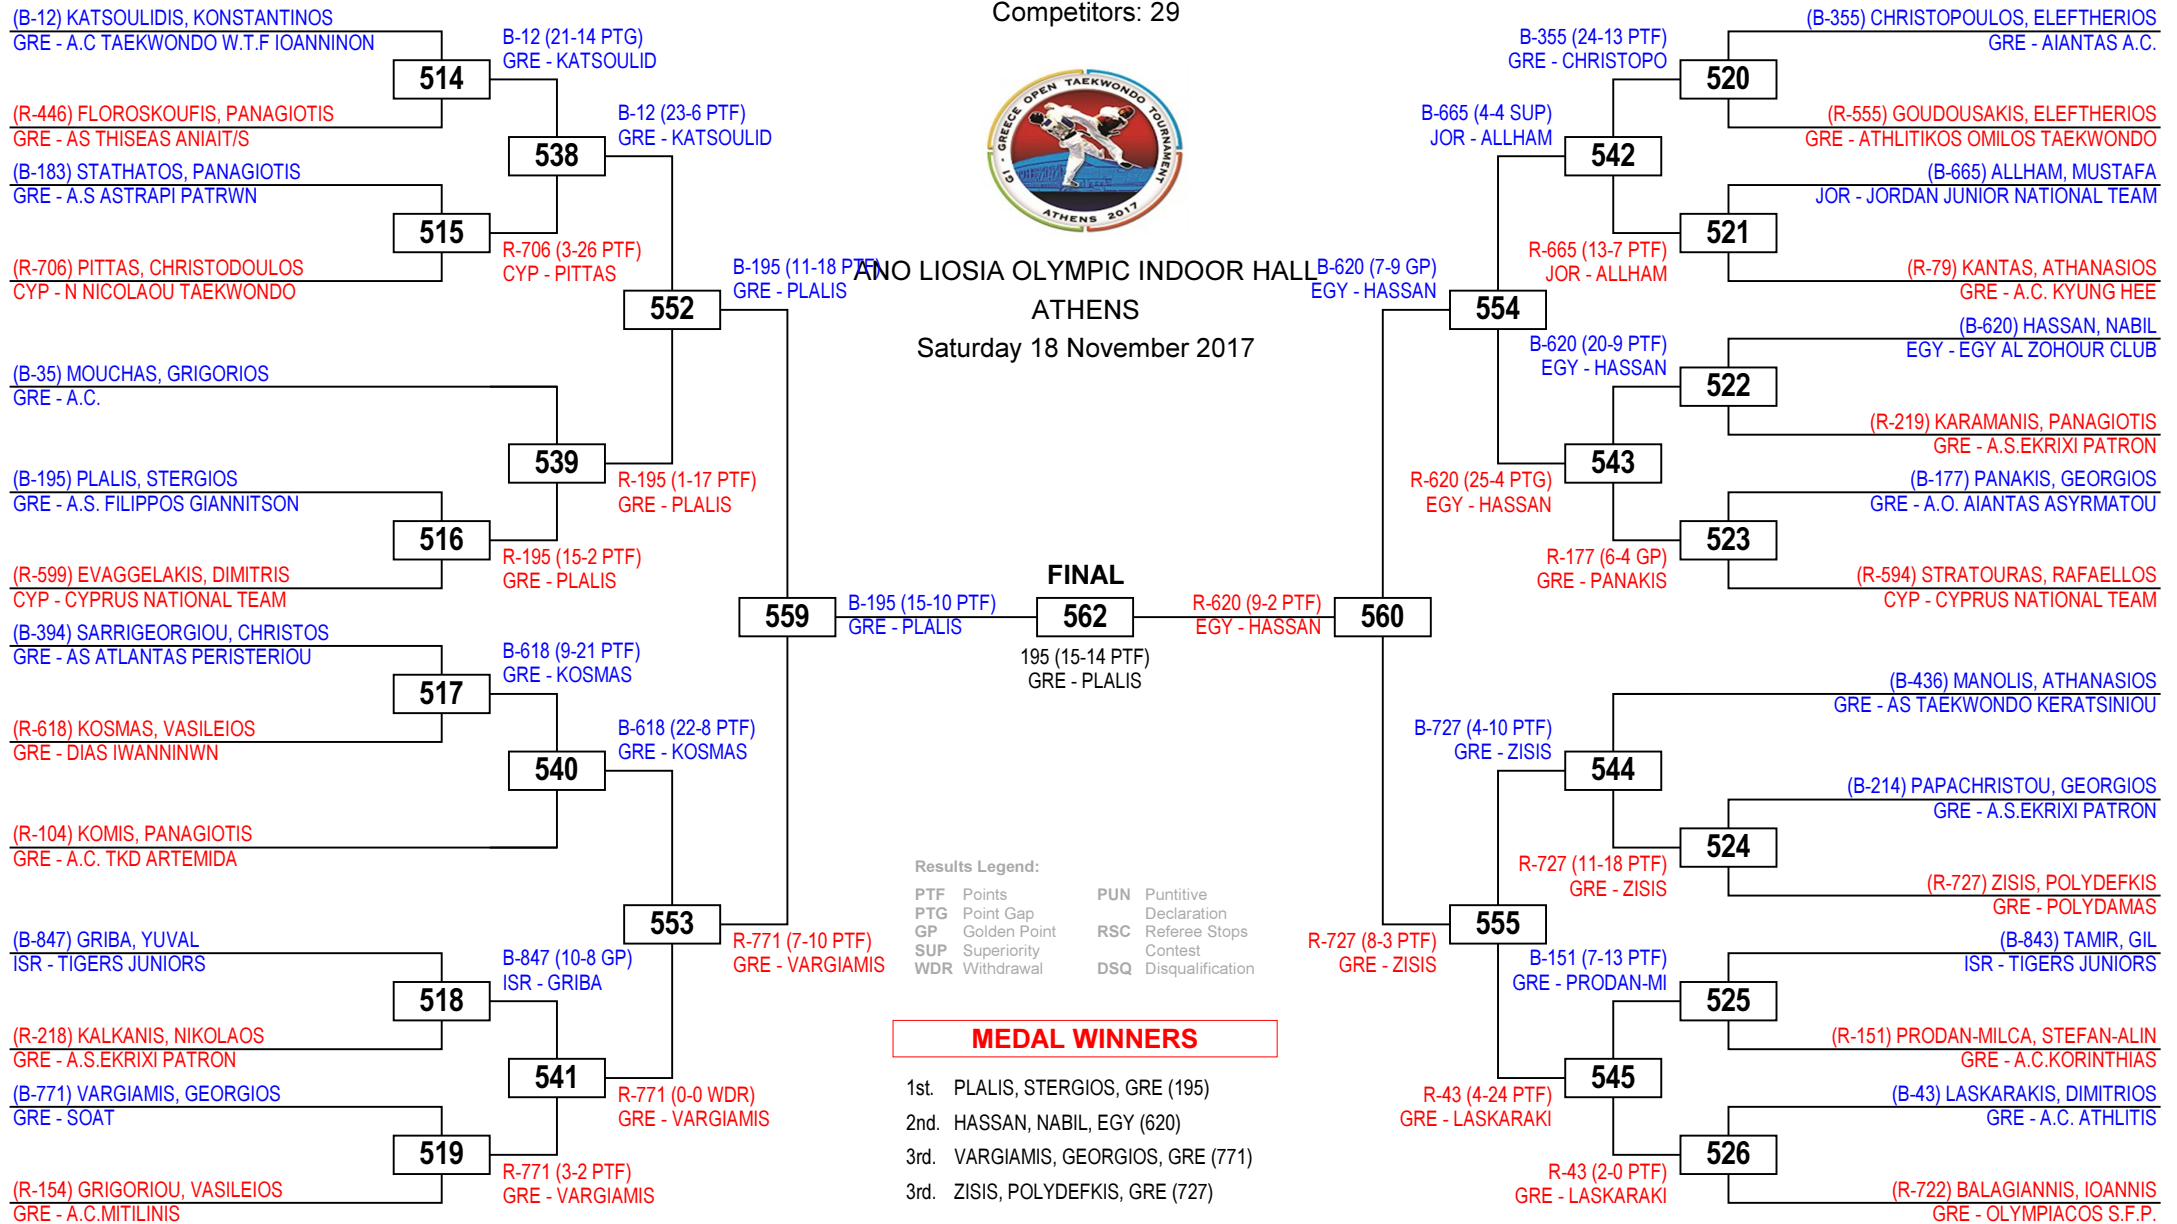 Competitors: 29
GI - GREECE OPEN TAEKWONDO TOURNAMENT
ATHENS 2017
ANO LIOSIA OLYMPIC INDOOR HALL
ATHENS
Saturday 18 November 2017
(B-12) KATSOULIDIS, KONSTANTINOS
GRE - A.C TAEKWONDO W.T.F IOANNINON
514
(R-446) FLOROSKOUFIS, PANAGIOTIS
GRE - AS THISEAS ANIAIT/S
(B-183) STATHATOS, PANAGIOTIS
GRE - A.S ASTRAPI PATRWN
515
(R-706) PITTAS, CHRISTODOULOS
CYP - N NICOLAOU TAEKWONDO
(B-35) MOUCHAS, GRIGORIOS
GRE - A.C.
(B-195) PLALIS, STERGIOS
GRE - A.S. FILIPPOS GIANNITSON
516
(R-599) EVAGGELAKIS, DIMITRIS
CYP - CYPRUS NATIONAL TEAM
(B-394) SARRIGEORGIOU, CHRISTOS
GRE - AS ATLANTAS PERISTERIOU
517
(R-618) KOSMAS, VASILEIOS
GRE - DIAS IWANNINWN
(R-104) KOMIS, PANAGIOTIS
GRE - A.C. TKD ARTEMIDA
(B-847) GRIBA, YUVAL
ISR - TIGERS JUNIORS
518
(R-218) KALKANIS, NIKOLAOS
GRE - A.S.EKRIXI PATRON
(B-771) VARGIAMIS, GEORGIOS
GRE - SOAT
519
(R-154) GRIGORIOU, VASILEIOS
GRE - A.C.MITILINIS
B-12 (21-14 PTG)
GRE - KATSOULID
538
R-706 (3-26 PTF)
CYP - PITTAS
539
R-195 (15-2 PTF)
GRE - PLALIS
B-618 (9-21 PTF)
GRE - KOSMAS
540
B-847 (10-8 GP)
ISR - GRIBA
541
R-771 (3-2 PTF)
GRE - VARGIAMIS
B-12 (23-6 PTF)
GRE - KATSOULID
552
R-195 (1-17 PTF)
GRE - PLALIS
B-618 (22-8 PTF)
GRE - KOSMAS
553
R-771 (0-0 WDR)
GRE - VARGIAMIS
B-195 (11-18 PTF)
GRE - PLALIS
559
R-771 (7-10 PTF)
GRE - VARGIAMIS
B-195 (15-10 PTF)
GRE - PLALIS
FINAL
562
195 (15-14 PTF)
GRE - PLALIS
R-620 (9-2 PTF)
EGY - HASSAN
560
B-620 (7-9 GP)
EGY - HASSAN
R-727 (8-3 PTF)
GRE - ZISIS
B-665 (4-4 SUP)
JOR - ALLHAM
554
R-620 (25-4 PTG)
EGY - HASSAN
B-727 (4-10 PTF)
GRE - ZISIS
555
R-43 (4-24 PTF)
GRE - LASKARAKI
B-355 (24-13 PTF)
GRE - CHRISTOPO
542
R-665 (13-7 PTF)
JOR - ALLHAM
B-620 (20-9 PTF)
EGY - HASSAN
543
R-177 (6-4 GP)
GRE - PANAKIS
544
R-727 (11-18 PTF)
GRE - ZISIS
B-151 (7-13 PTF)
GRE - PRODAN-MI
545
R-43 (2-0 PTF)
GRE - LASKARAKI
(B-355) CHRISTOPOULOS, ELEFTHERIOS
GRE - AIANTAS A.C.
520
(R-555) GOUDOUSAKIS, ELEFTHERIOS
GRE - ATHLITIKOS OMILOS TAEKWONDO
(B-665) ALLHAM, MUSTAFA
JOR - JORDAN JUNIOR NATIONAL TEAM
521
(R-79) KANTAS, ATHANASIOS
GRE - A.C. KYUNG HEE
(B-620) HASSAN, NABIL
EGY - EGY AL ZOHOUR CLUB
522
(R-219) KARAMANIS, PANAGIOTIS
GRE - A.S.EKRIXI PATRON
(B-177) PANAKIS, GEORGIOS
GRE - A.O. AIANTAS ASYRMATOU
523
(R-594) STRATOURAS, RAFAELLOS
CYP - CYPRUS NATIONAL TEAM
(B-436) MANOLIS, ATHANASIOS
GRE - AS TAEKWONDO KERATSINIOU
(B-214) PAPACHRISTOU, GEORGIOS
GRE - A.S.EKRIXI PATRON
524
(R-727) ZISIS, POLYDEFKIS
GRE - POLYDAMAS
(B-843) TAMIR, GIL
ISR - TIGERS JUNIORS
525
(R-151) PRODAN-MILCA, STEFAN-ALIN
GRE - A.C.KORINTHIAS
(B-43) LASKARAKIS, DIMITRIOS
GRE - A.C. ATHLITIS
526
(R-722) BALAGIANNIS, IOANNIS
GRE - OLYMPIACOS S.F.P.
Results Legend:
PTF Points PUN Puntitive
PTG Point Gap Declaration
GP Golden Point RSC Referee Stops
SUP Superiority Contest
WDR Withdrawal DSQ Disqualification
MEDAL WINNERS
1st. PLALIS, STERGIOS, GRE (195)
2nd. HASSAN, NABIL, EGY (620)
3rd. VARGIAMIS, GEORGIOS, GRE (771)
3rd. ZISIS, POLYDEFKIS, GRE (727)